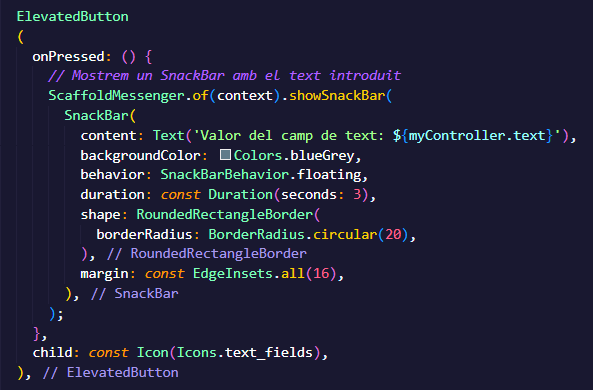 ElevatedButton
(
  onPressed: () {
    // Mostrem un SnackBar amb el text introduit
    ScaffoldMessenger.of(context).showSnackBar(
      SnackBar(
        content: Text('Valor del camp de text: ${myController.text}'),
        backgroundColor: Colors.blueGrey,
        behavior: SnackBarBehavior.floating,
        duration: const Duration(seconds: 3),
        shape: RoundedRectangleBorder(
          borderRadius: BorderRadius.circular(20),
        ), // RoundedRectangleBorder
        margin: const EdgeInsets.all(16),
      ), // SnackBar
    );
  },
  child: const Icon(Icons.text_fields),
), // ElevatedButton